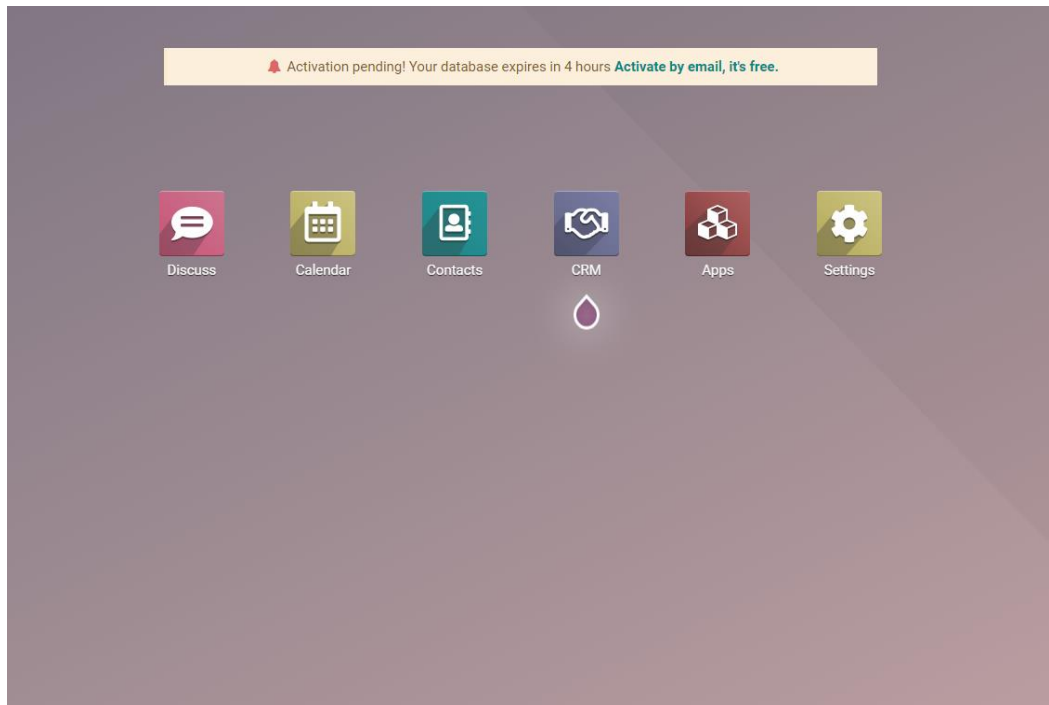 Activation pending! Your database expires in 4 hours Activate by email, it's free.
Discuss
Calendar
Contacts
CRM
Apps
Settings